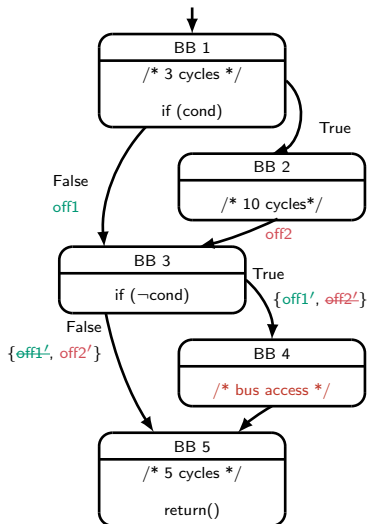 BB 1
/* 3 cycles */
if (cond)
True
BB 2
/* 10 cycles*/
False
off1
off2
BB 3
if (¬cond)
True
{off1′, off2′}
False
{off1′, off2′}
BB 4
/* bus access */
BB 5
/* 5 cycles */
return()